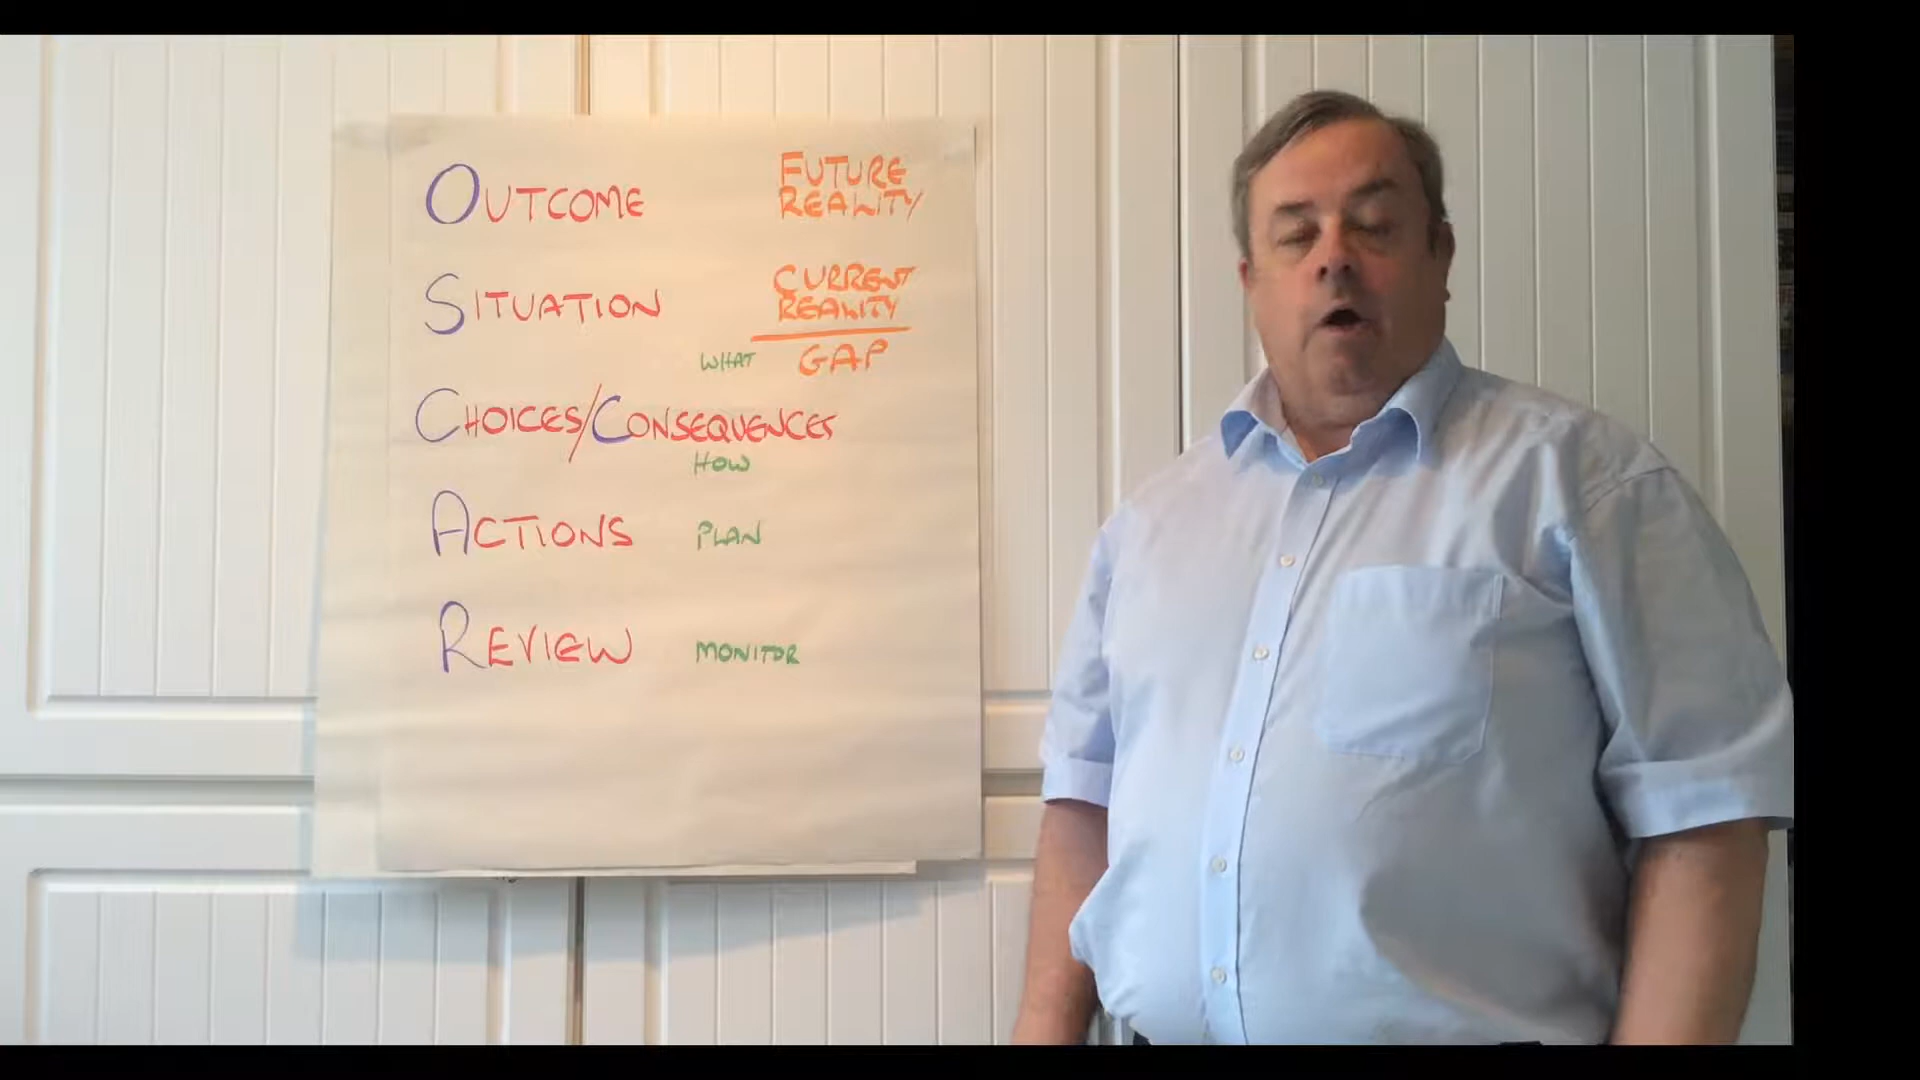 OUTCOME
FUTURE
REALITY
SITUATION
CURRENT
REALITY
WHAT GAP
CHOICES/CONSEQUENCES
HOW
ACTIONS PLAN
REVIEW MONITOR